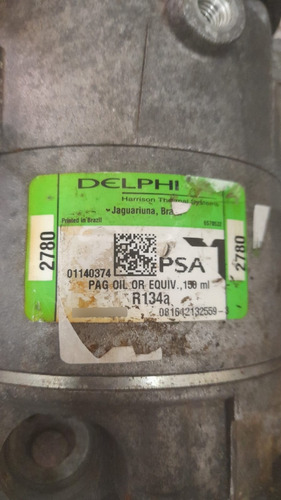 DELPHI
Harrison Thermal Systems
Jaguariuna, Bra
Printed in Brazil
2780
2780
01140374
PSA
PAG OIL OR EQUIV., 150 ml
R134a